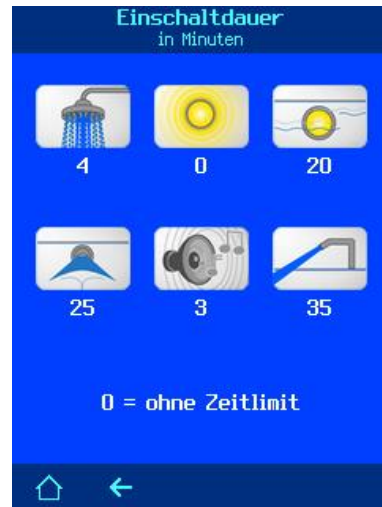 Einschaltdauer
in Minuten
4 0 20
25 3 35
0 = ohne Zeitlimit